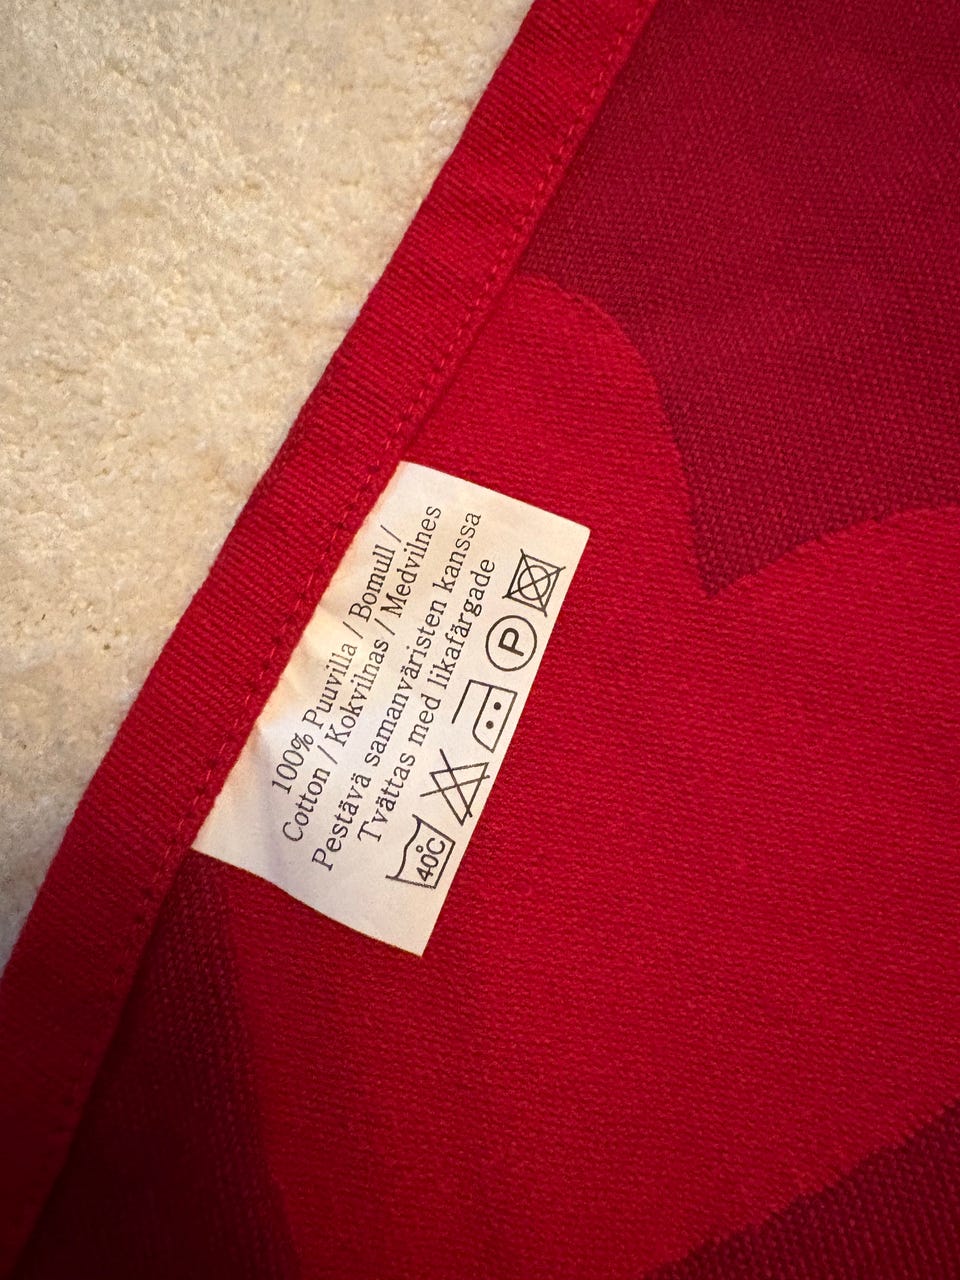 100% Puuvilla / Bomull /
Cotton / Kokvilnas / Medvilnes
Pestävä samanväristen kanssa
Tvättas med likafärgade
40°C P